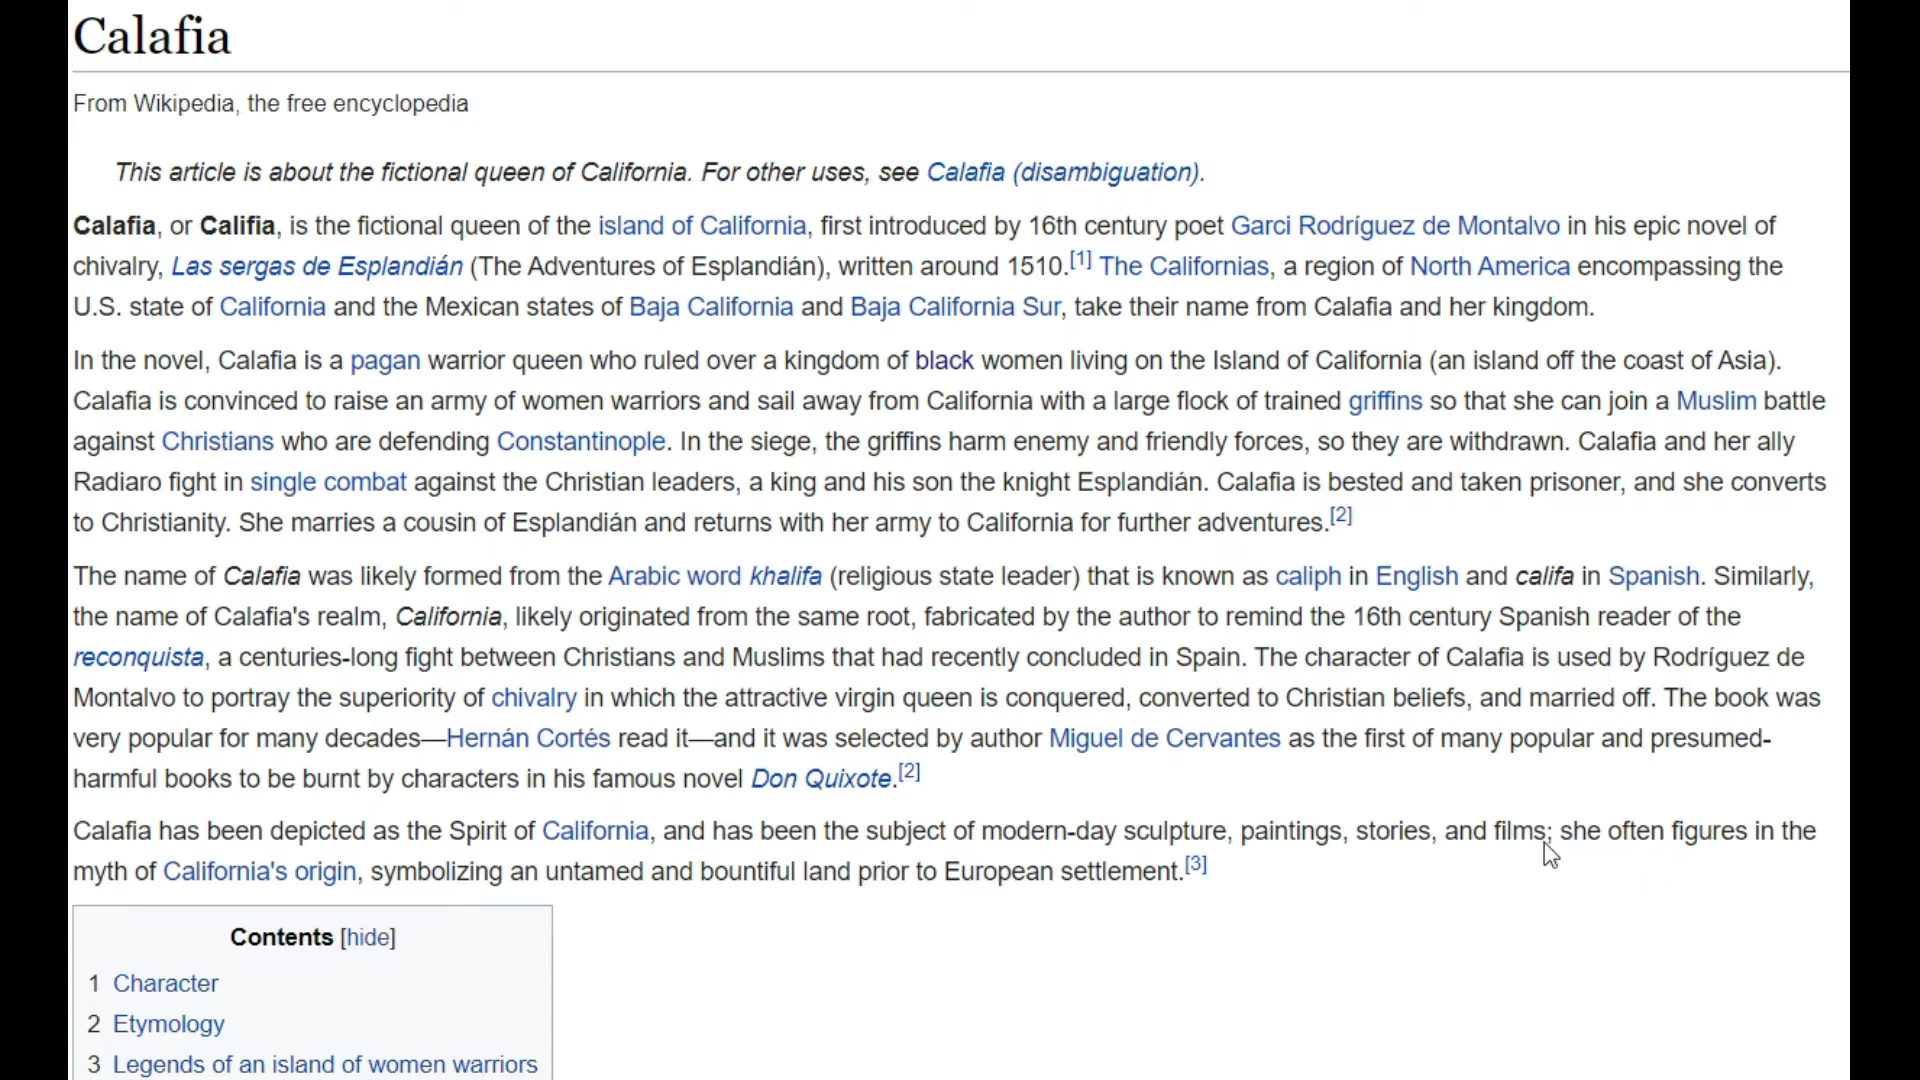 Calafia
From Wikipedia, the free encyclopedia
This article is about the fictional queen of California. For other uses, see Calafia (disambiguation).
Calafia, or Califia, is the fictional queen of the island of California, first introduced by 16th century poet Garci Rodríguez de Montalvo in his epic novel of
chivalry, Las sergas de Esplandián (The Adventures of Esplandián), written around 1510.[1] The Californias, a region of North America encompassing the
U.S. state of California and the Mexican states of Baja California and Baja California Sur, take their name from Calafia and her kingdom.
In the novel, Calafia is a pagan warrior queen who ruled over a kingdom of black women living on the Island of California (an island off the coast of Asia).
Calafia is convinced to raise an army of women warriors and sail away from California with a large flock of trained griffins so that she can join a Muslim battle
against Christians who are defending Constantinople. In the siege, the griffins harm enemy and friendly forces, so they are withdrawn. Calafia and her ally
Radiaro fight in single combat against the Christian leaders, a king and his son the knight Esplandián. Calafia is bested and taken prisoner, and she converts
to Christianity. She marries a cousin of Esplandián and returns with her army to California for further adventures.[2]
The name of Calafia was likely formed from the Arabic word khalifa (religious state leader) that is known as caliph in English and califa in Spanish. Similarly,
the name of Calafia's realm, California, likely originated from the same root, fabricated by the author to remind the 16th century Spanish reader of the
reconquista, a centuries-long fight between Christians and Muslims that had recently concluded in Spain. The character of Calafia is used by Rodríguez de
Montalvo to portray the superiority of chivalry in which the attractive virgin queen is conquered, converted to Christian beliefs, and married off. The book was
very popular for many decades—Hernán Cortés read it—and it was selected by author Miguel de Cervantes as the first of many popular and presumed-
harmful books to be burnt by characters in his famous novel Don Quixote.[2]
Calafia has been depicted as the Spirit of California, and has been the subject of modern-day sculpture, paintings, stories, and films; she often figures in the
myth of California's origin, symbolizing an untamed and bountiful land prior to European settlement.[3]
Contents [hide]
1 Character
2 Etymology
3 Legends of an island of women warriors